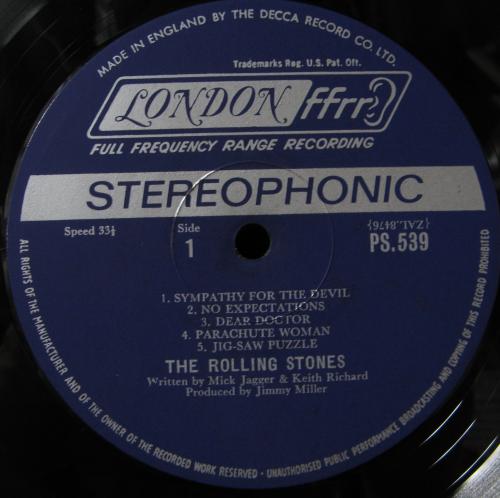 MADE IN ENGLAND BY THE DECCA RECORD CO. LTD.
Trademarks Reg. U.S. Pat. Off.
LONDON ffrr
FULL FREQUENCY RANGE RECORDING
STEREOPHONIC
Speed 33⅓
Side
1
{ZAL.8476}
PS.539
1. SYMPATHY FOR THE DEVIL
2. NO EXPECTATIONS
3. DEAR DOCTOR
4. PARACHUTE WOMAN
5. JIG-SAW PUZZLE
THE ROLLING STONES
Written by Mick Jagger & Keith Richard
Produced by Jimmy Miller
ALL RIGHTS OF THE MANUFACTURER AND OF THE OWNER OF THE RECORDED WORK RESERVED · UNAUTHORISED PUBLIC PERFORMANCE BROADCASTING AND COPYING OF THIS RECORD PROHIBITED